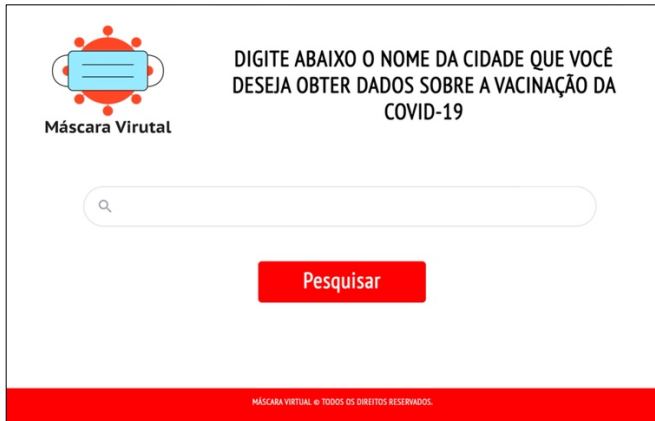 DIGITE ABAIXO O NOME DA CIDADE QUE VOCÊ
DESEJA OBTER DADOS SOBRE A VACINAÇÃO DA
COVID-19
Máscara Virutal
Pesquisar
MÁSCARA VIRTUAL © TODOS OS DIREITOS RESERVADOS.